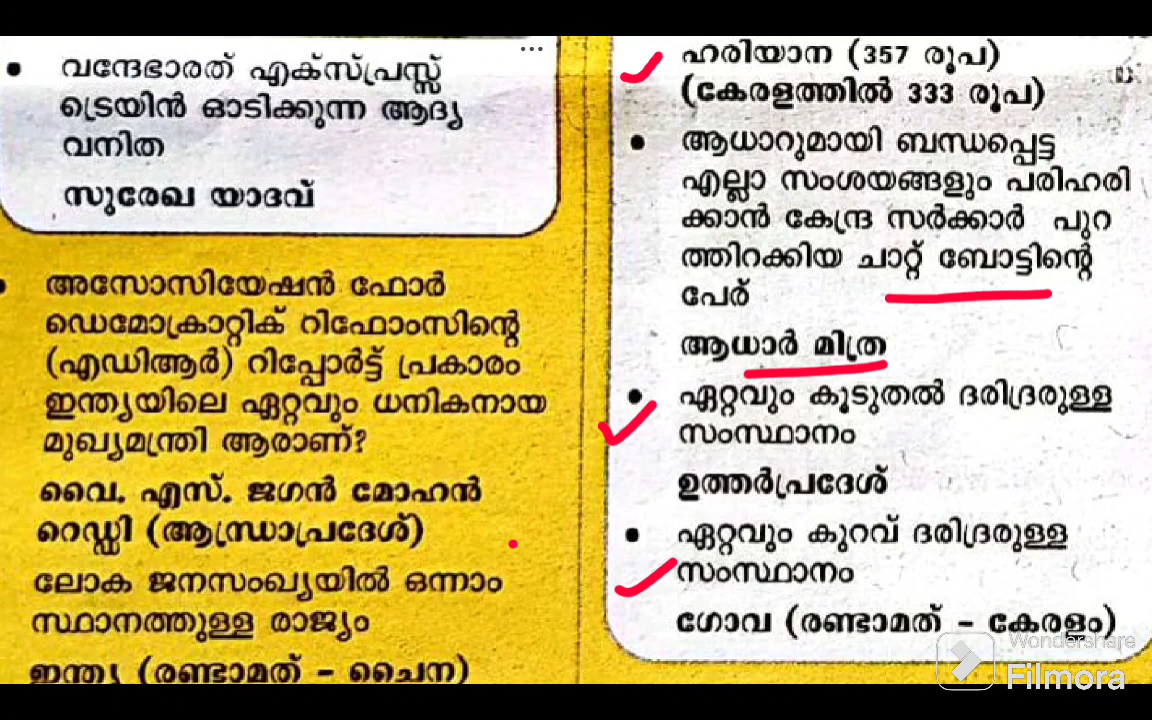 വന്ദേഭാരത് എക്സ്പ്രസ്സ്
ട്രെയിൻ ഓടിക്കുന്ന ആദ്യ
വനിത
സുരേഖ യാദവ്
അസോസിയേഷൻ ഫോർ
ഡെമോക്രാറ്റിക് റിഫോംസിന്റെ
(എഡിആർ) റിപ്പോർട്ട് പ്രകാരം
ഇന്ത്യയിലെ ഏറ്റവും ധനികനായ
മുഖ്യമന്ത്രി ആരാണ്?
വൈ. എസ്. ജഗൻ മോഹൻ
റെഡ്ഡി (ആന്ധ്രാപ്രദേശ്)
ലോക ജനസംഖ്യയിൽ ഒന്നാം
സ്ഥാനത്തുള്ള രാജ്യം
ഇന്ത്യ (രണ്ടാമത് - ചൈന)
ഹരിയാന (357 രൂപ)
(കേരളത്തിൽ 333 രൂപ)
ആധാറുമായി ബന്ധപ്പെട്ട
എല്ലാ സംശയങ്ങളും പരിഹരി
ക്കാൻ കേന്ദ്ര സർക്കാർ പുറ
ത്തിറക്കിയ ചാറ്റ് ബോട്ടിന്റെ
പേര്
ആധാർ മിത്ര
ഏറ്റവും കൂടുതൽ ദരിദ്രരുള്ള
സംസ്ഥാനം
ഉത്തർപ്രദേശ്
ഏറ്റവും കുറവ് ദരിദ്രരുള്ള
സംസ്ഥാനം
ഗോവ (രണ്ടാമത് - കേരളം)
Wondershare
Filmora